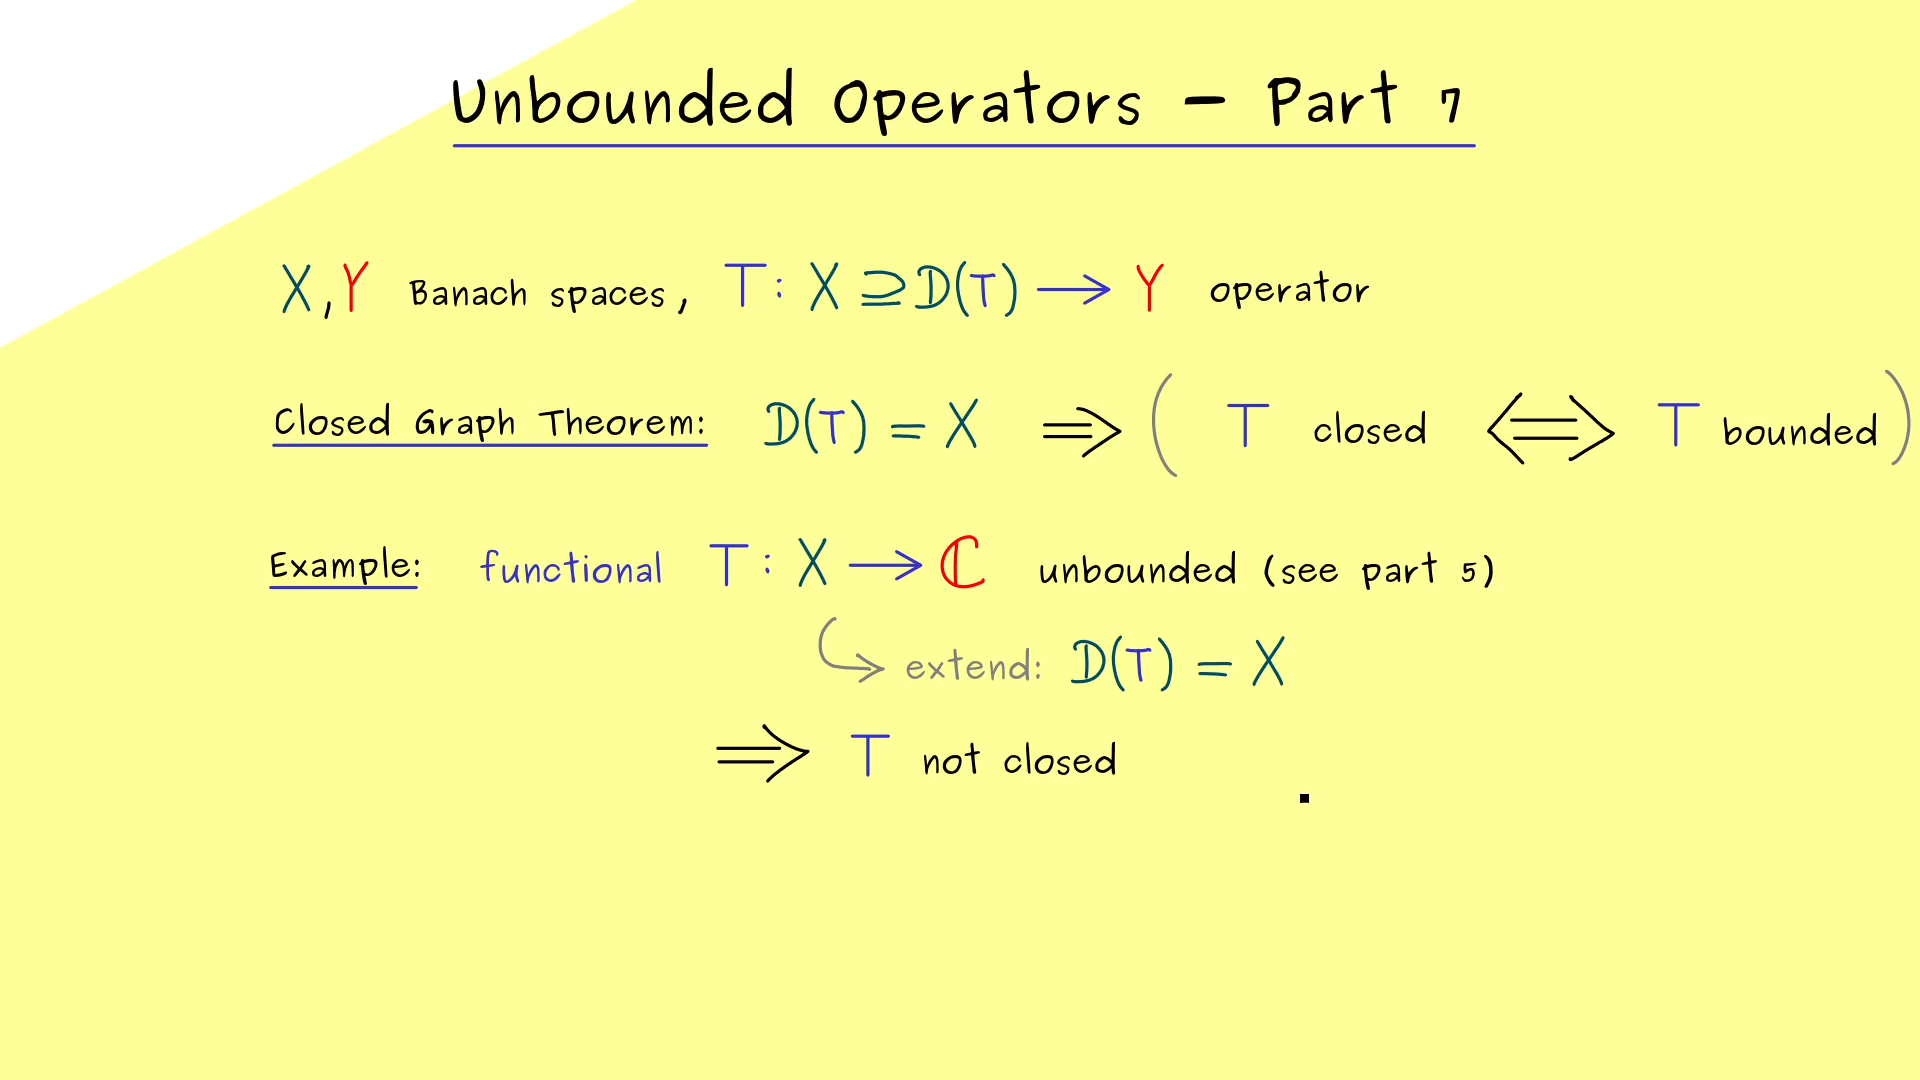 Unbounded Operators – Part 7
X, Y Banach spaces, T: X ⊇ D(T) → Y operator
Closed Graph Theorem: D(T) = X ⇒ ( T closed ⇔ T bounded )
Example: functional T: X → ℂ unbounded (see part 5)
↪ extend: D(T) = X
⇒ T not closed